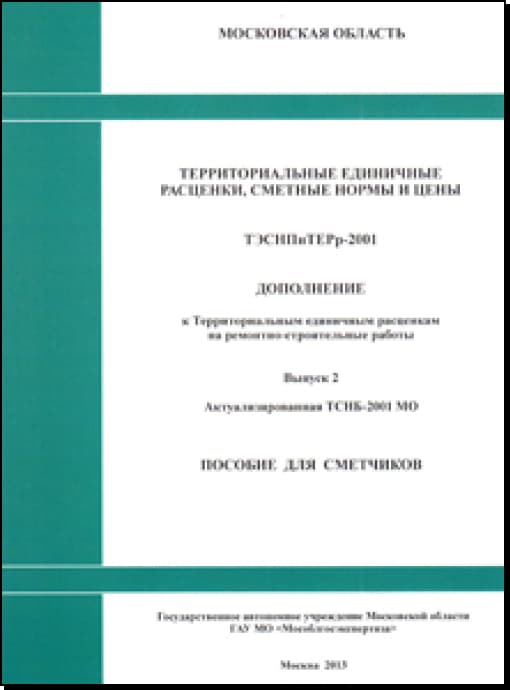 МОСКОВСКАЯ ОБЛАСТЬ
ТЕРРИТОРИАЛЬНЫЕ ЕДИНИЧНЫЕ
РАСЦЕНКИ, СМЕТНЫЕ НОРМЫ И ЦЕНЫ
ТЭСНПиТЕРр-2001
ДОПОЛНЕНИЕ
к Территориальным единичным расценкам
на ремонтно-строительные работы
Выпуск 2
Актуализированная ТСНБ-2001 МО
ПОСОБИЕ ДЛЯ СМЕТЧИКОВ
Государственное автономное учреждение Московской области
ГАУ МО «Мособлгосэкспертиза»
Москва 2013